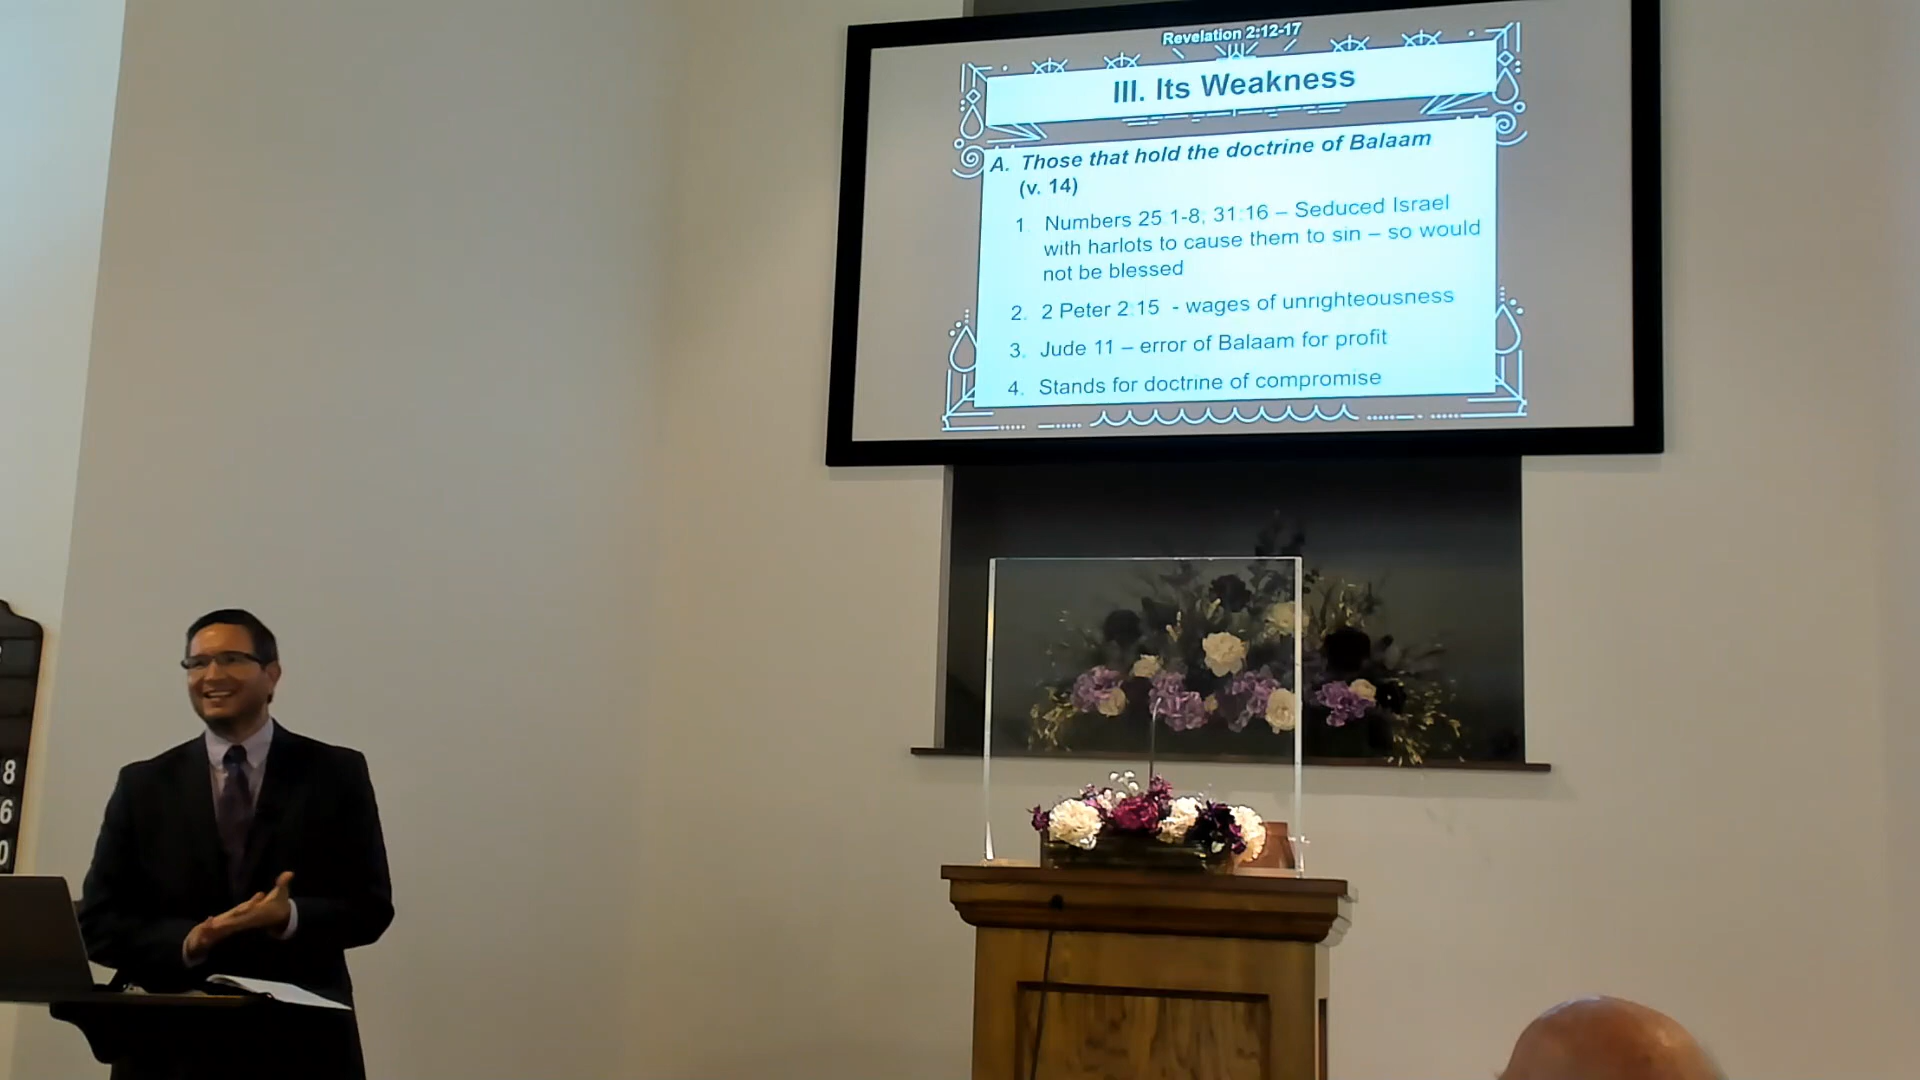 Revelation 2:12-17
III. Its Weakness
A. Those that hold the doctrine of Balaam
(v. 14)
1. Numbers 25:1-8; 31:16 – Seduced Israel
with harlots to cause them to sin – so would
not be blessed
2. 2 Peter 2:15 - wages of unrighteousness
3. Jude 11 – error of Balaam for profit
4. Stands for doctrine of compromise
8
6
0